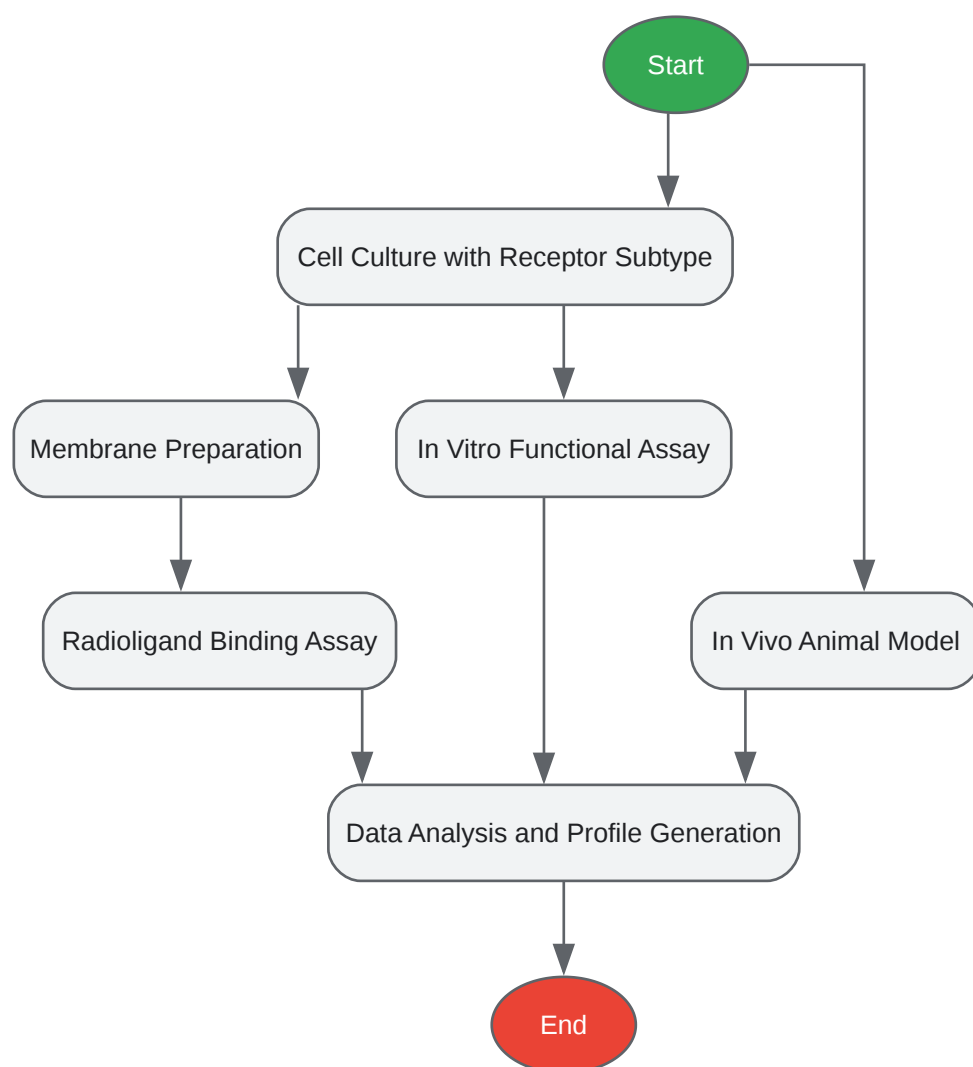 Start
Cell Culture with Receptor Subtype
Membrane Preparation
In Vitro Functional Assay
Radioligand Binding Assay
In Vivo Animal Model
Data Analysis and Profile Generation
End